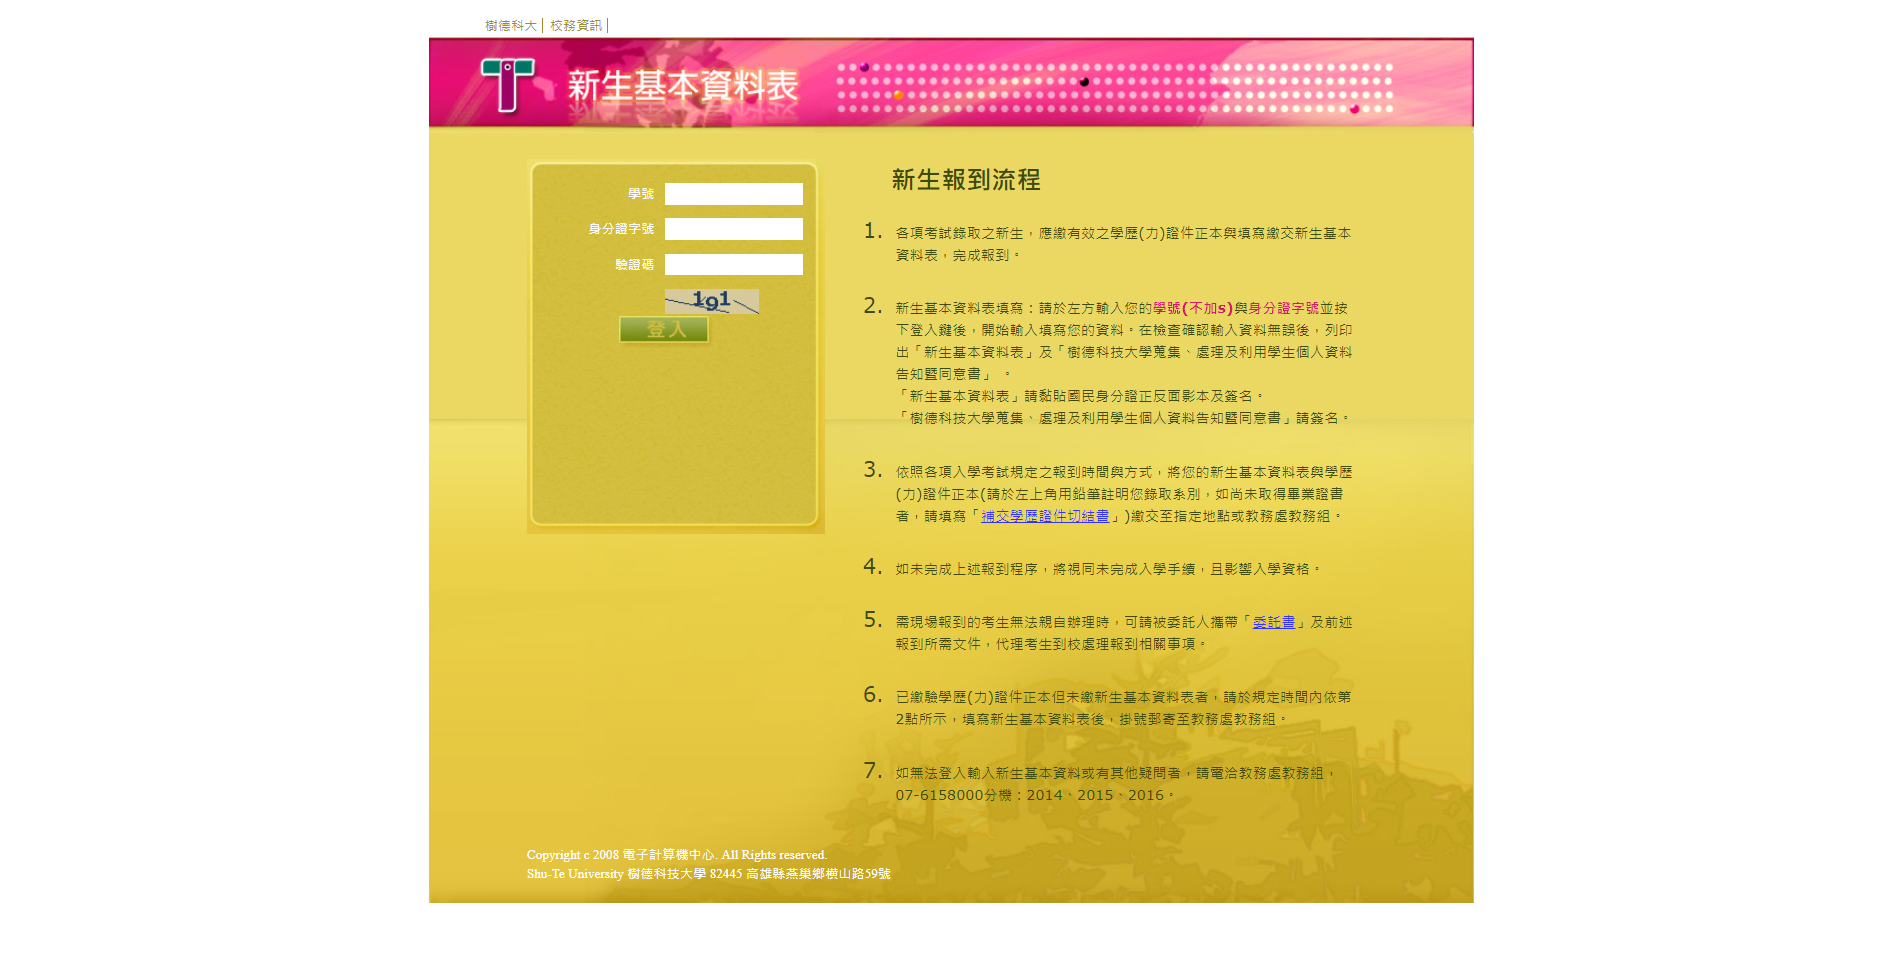 樹德科大│ 校務資訊│
新生基本資料表
學號
身分證字號
驗證碼
191
登入
新生報到流程
1. 各項考試錄取之新生，應繳有效之學歷(力)證件正本與填寫繳交新生基本
資料表，完成報到。
2. 新生基本資料表填寫：請於左方輸入您的學號(不加s)與身分證字號並按
下登入鍵後，開始輸入填寫您的資料。在檢查確認輸入資料無誤後，列印
出「新生基本資料表」及「樹德科技大學蒐集、處理及利用學生個人資料
告知暨同意書」 。
「新生基本資料表」請黏貼國民身分證正反面影本及簽名。
「樹德科技大學蒐集、處理及利用學生個人資料告知暨同意書」請簽名。
3. 依照各項入學考試規定之報到時間與方式，將您的新生基本資料表與學歷
(力)證件正本(請於左上角用鉛筆註明您錄取系別，如尚未取得畢業證書
者，請填寫「補交學歷證件切結書」)繳交至指定地點或教務處教務組。
4. 如未完成上述報到程序，將視同未完成入學手續，且影響入學資格。
5. 需現場報到的考生無法親自辦理時，可請被委託人攜帶「委託書」及前述
報到所需文件，代理考生到校處理報到相關事項。
6. 已繳驗學歷(力)證件正本但未繳新生基本資料表者，請於規定時間內依第
2點所示，填寫新生基本資料表後，掛號郵寄至教務處教務組。
7. 如無法登入輸入新生基本資料或有其他疑問者，請電洽教務處教務組，
07-6158000分機：2014、2015、2016。
Copyright c 2008 電子計算機中心. All Rights reserved.
Shu-Te University 樹德科技大學 82445 高雄縣燕巢鄉橫山路59號